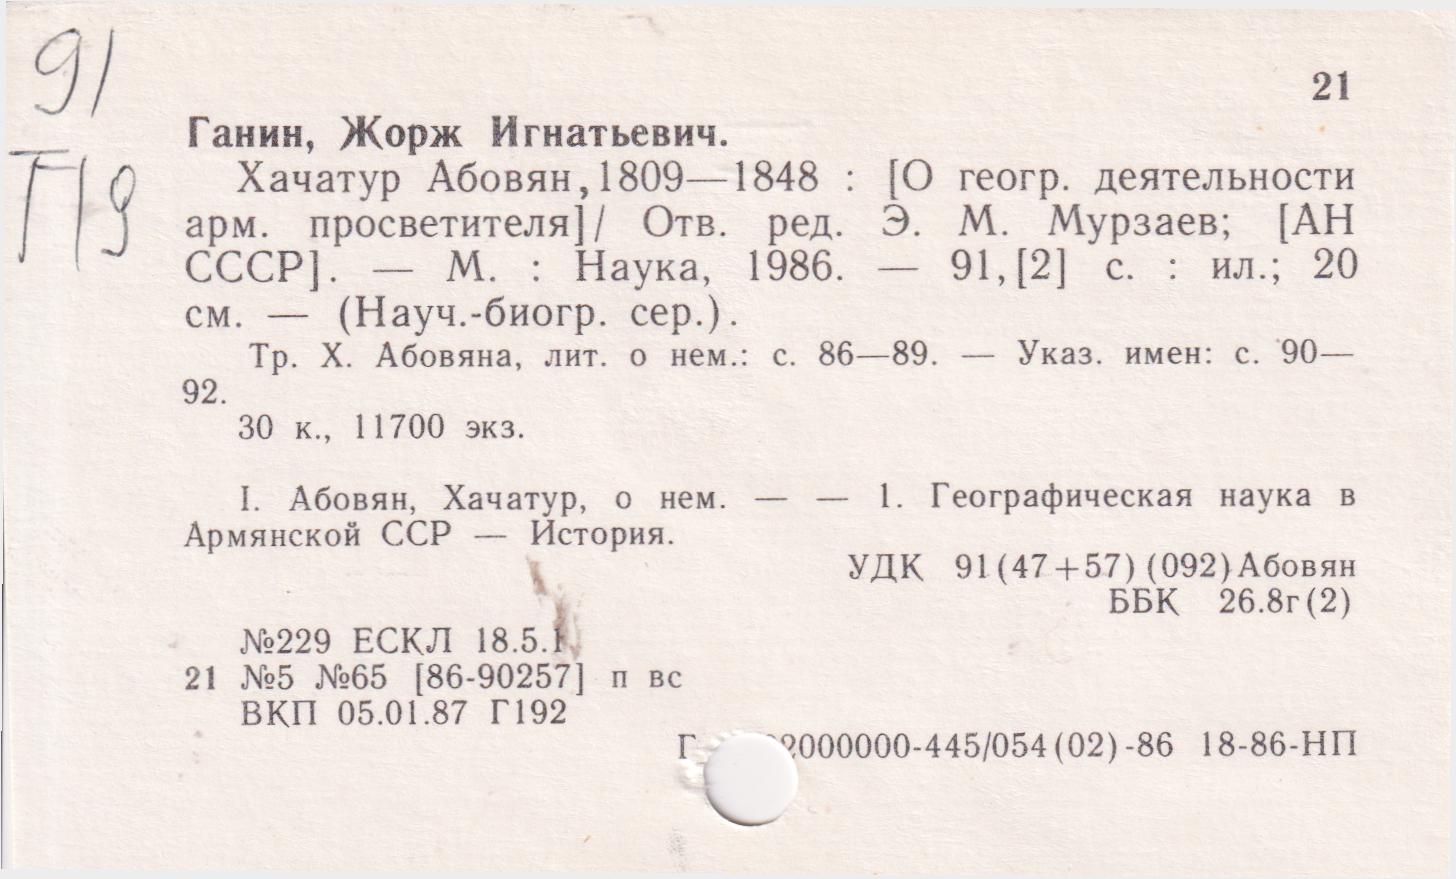 91
Г19
21
Ганин, Жорж Игнатьевич.
Хачатур Абовян, 1809—1848 : [О геогр. деятельности
арм. просветителя]/ Отв. ред. Э. М. Мурзаев; [АН
СССР]. — М. : Наука, 1986. — 91, [2] с. : ил.; 20
см. — (Науч.-биогр. сер.).
Тр. Х. Абовяна, лит. о нем.: с. 86—89. — Указ. имен: с. 90—
92.
30 к., 11700 экз.
I. Абовян, Хачатур, о нем. — — 1. Географическая наука в
Армянской ССР — История.
УДК 91(47+57)(092)Абовян
ББК 26.8г(2)
№229 ЕСКЛ 18.5.1
21 №5 №65 [86-90257] п вс
ВКП 05.01.87 Г192
Г 2000000-445/054(02)-86 18-86-НП